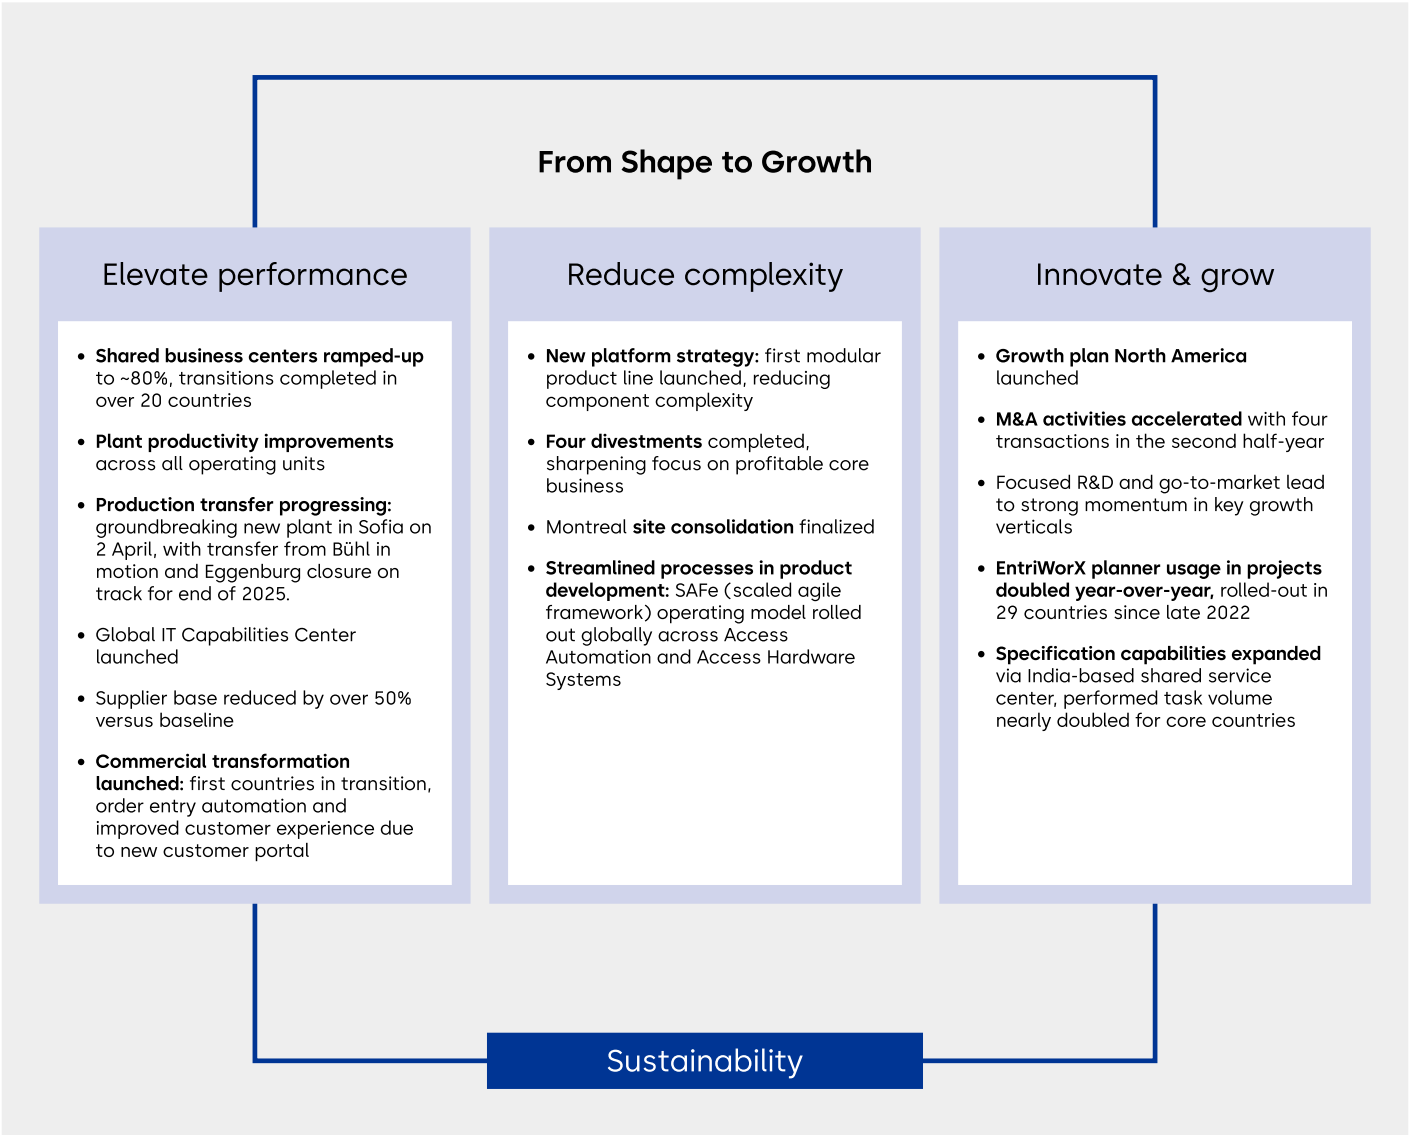 From Shape to Growth
Elevate performance
• Shared business centers ramped-up
to ~80%, transitions completed in
over 20 countries
• Plant productivity improvements
across all operating units
• Production transfer progressing:
groundbreaking new plant in Sofia on
2 April, with transfer from Bühl in
motion and Eggenburg closure on
track for end of 2025.
• Global IT Capabilities Center
launched
• Supplier base reduced by over 50%
versus baseline
• Commercial transformation
launched: first countries in transition,
order entry automation and
improved customer experience due
to new customer portal
Reduce complexity
• New platform strategy: first modular
product line launched, reducing
component complexity
• Four divestments completed,
sharpening focus on profitable core
business
• Montreal site consolidation finalized
• Streamlined processes in product
development: SAFe (scaled agile
framework) operating model rolled
out globally across Access
Automation and Access Hardware
Systems
Innovate & grow
• Growth plan North America
launched
• M&A activities accelerated with four
transactions in the second half-year
• Focused R&D and go-to-market lead
to strong momentum in key growth
verticals
• EntriWorX planner usage in projects
doubled year-over-year, rolled-out in
29 countries since late 2022
• Specification capabilities expanded
via India-based shared service
center, performed task volume
nearly doubled for core countries
Sustainability